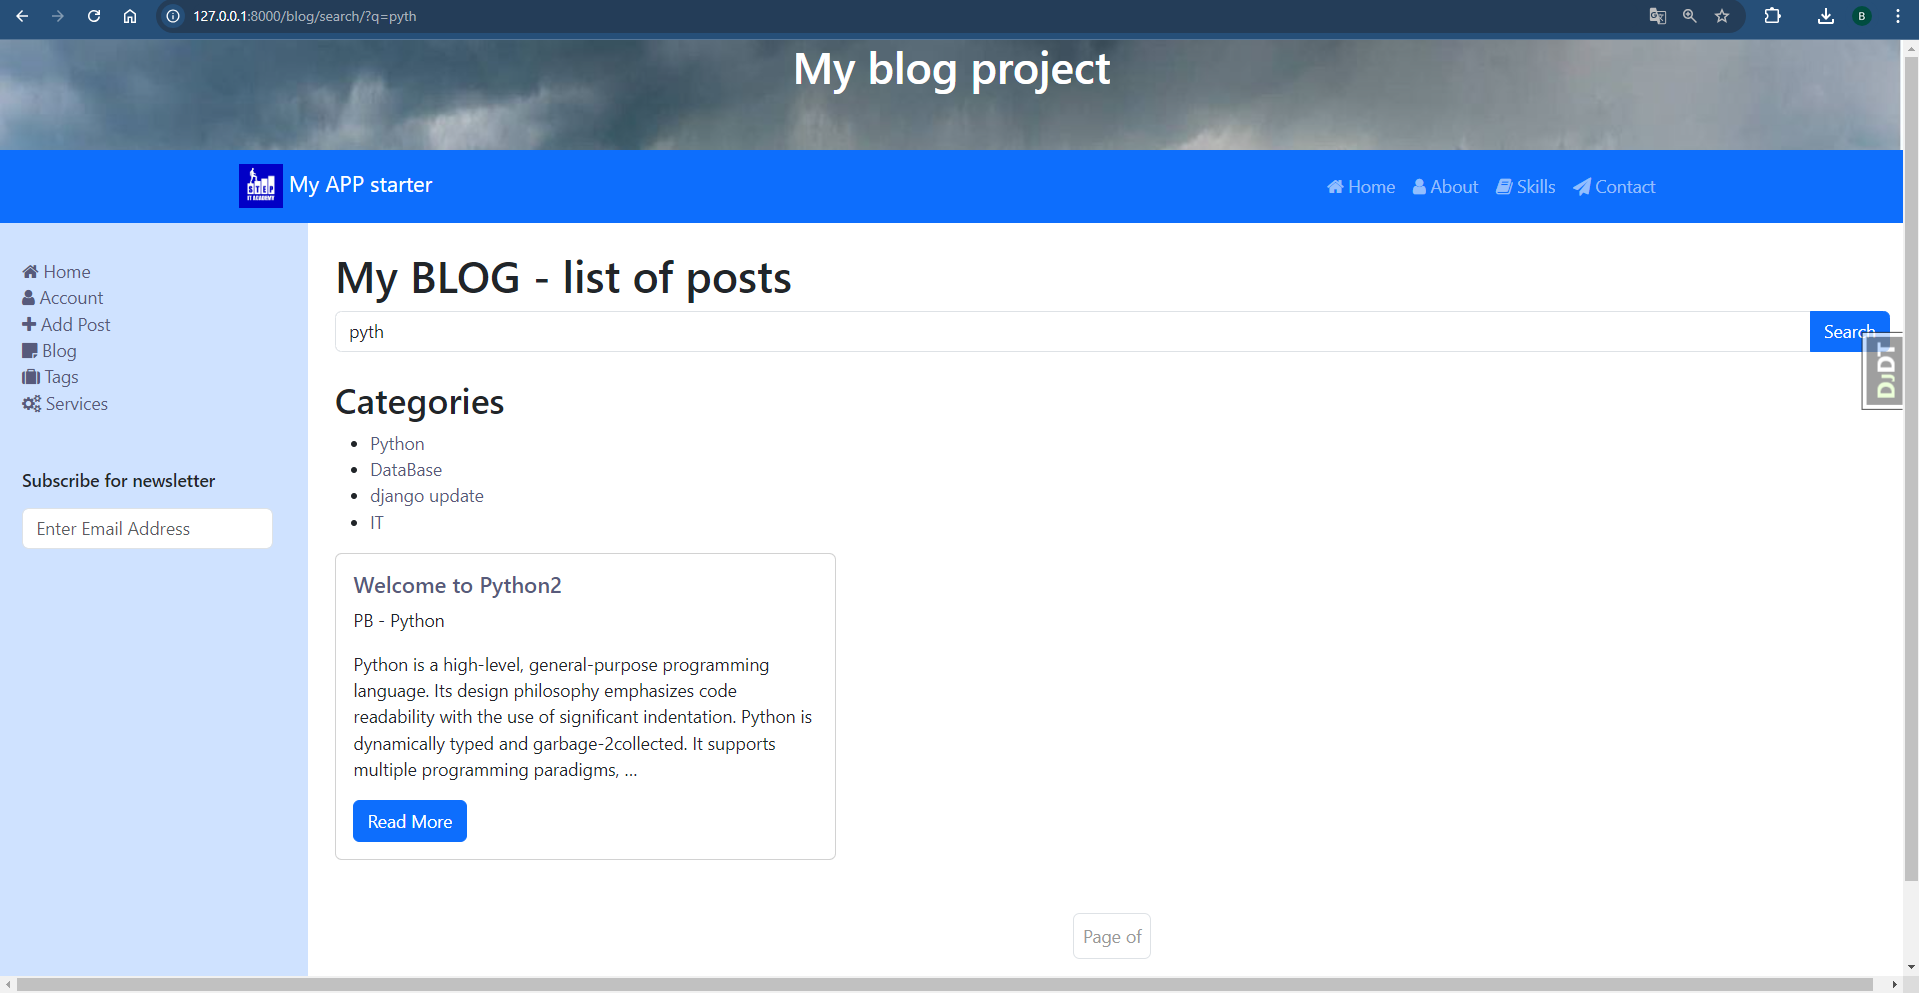 127.0.0.1:8000/blog/search/?q=pyth
B
My blog project
STEP
IT ACADEMY
My APP starter
Home
About
Skills
Contact
Home
Account
Add Post
Blog
Tags
Services
Subscribe for newsletter
Enter Email Address
My BLOG - list of posts
pyth
Search
DJDT
Categories
Python
DataBase
django update
IT
Welcome to Python2
PB - Python
Python is a high-level, general-purpose programming
language. Its design philosophy emphasizes code
readability with the use of significant indentation. Python is
dynamically typed and garbage-2collected. It supports
multiple programming paradigms, …
Read More
Page of